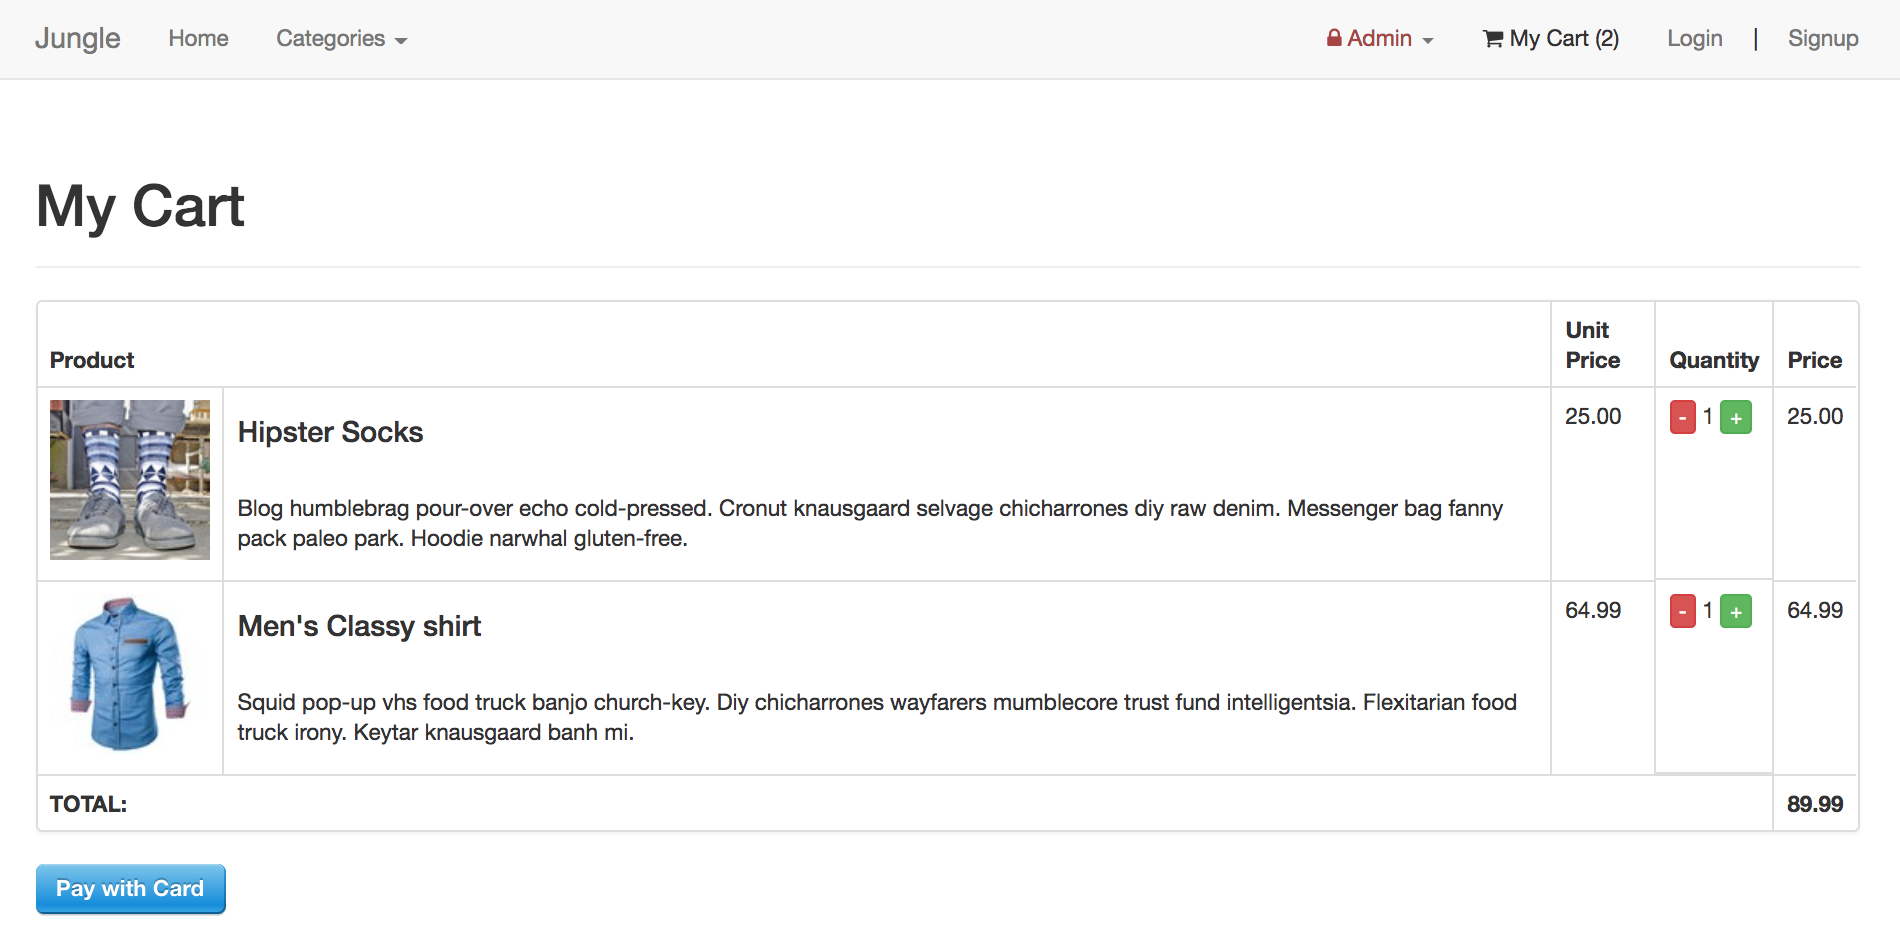 Jungle Home Categories Admin My Cart (2) Login | Signup
My Cart
Product Unit Price Quantity Price
Hipster Socks 25.00 - 1 + 25.00
Blog humblebrag pour-over echo cold-pressed. Cronut knausgaard selvage chicharrones diy raw denim. Messenger bag fanny
pack paleo park. Hoodie narwhal gluten-free.
Men's Classy shirt 64.99 - 1 + 64.99
Squid pop-up vhs food truck banjo church-key. Diy chicharrones wayfarers mumblecore trust fund intelligentsia. Flexitarian food
truck irony. Keytar knausgaard banh mi.
TOTAL: 89.99
Pay with Card